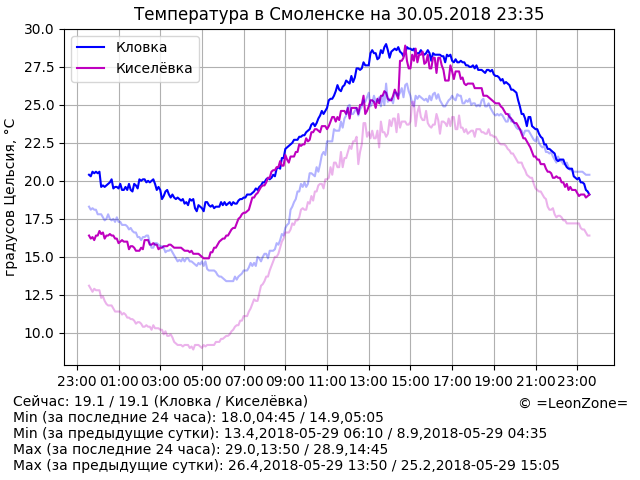 Температура в Смоленске на 30.05.2018 23:35
30.0
27.5
25.0
22.5
20.0
17.5
15.0
12.5
10.0
градусов Цельсия, °C
Кловка
Киселёвка
23:00 01:00 03:00 05:00 07:00 09:00 11:00 13:00 15:00 17:00 19:00 21:00 23:00
Сейчас: 19.1 / 19.1 (Кловка / Киселёвка)
© =LeonZone=
Min (за последние 24 часа): 18.0,04:45 / 14.9,05:05
Min (за предыдущие сутки): 13.4,2018-05-29 06:10 / 8.9,2018-05-29 04:35
Max (за последние 24 часа): 29.0,13:50 / 28.9,14:45
Max (за предыдущие сутки): 26.4,2018-05-29 13:50 / 25.2,2018-05-29 15:05